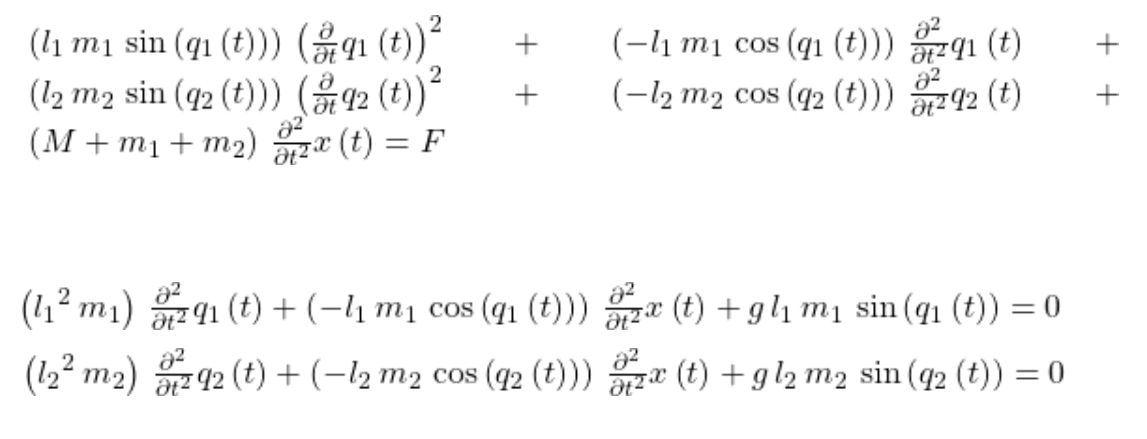 (l₁ m₁ sin (q₁ (t))) (∂/∂t q₁ (t))² + (−l₁ m₁ cos (q₁ (t))) ∂²/∂t² q₁ (t) +
(l₂ m₂ sin (q₂ (t))) (∂/∂t q₂ (t))² + (−l₂ m₂ cos (q₂ (t))) ∂²/∂t² q₂ (t) +
(M + m₁ + m₂) ∂²/∂t² x (t) = F
(l₁² m₁) ∂²/∂t² q₁ (t) + (−l₁ m₁ cos (q₁ (t))) ∂²/∂t² x (t) + g l₁ m₁ sin (q₁ (t)) = 0
(l₂² m₂) ∂²/∂t² q₂ (t) + (−l₂ m₂ cos (q₂ (t))) ∂²/∂t² x (t) + g l₂ m₂ sin (q₂ (t)) = 0